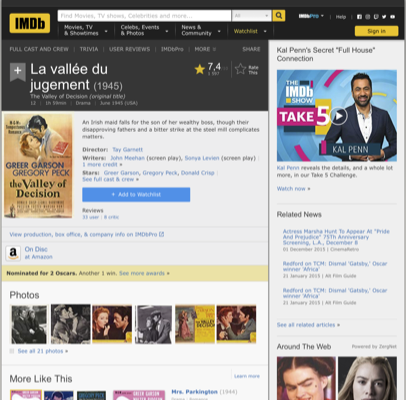 IMDb
Find Movies, TV shows, Celebrities and more...
All
IMDbPro
Help
Movies, TV
& Showtimes
Celebs, Events
& Photos
News &
Community
Watchlist
Sign in
FULL CAST AND CREW | TRIVIA | USER REVIEWS | IMDbPro | MORE
SHARE
La vallée du
jugement (1945)
The Valley of Decision (original title)
12 | 1h 59min | Drama | June 1945 (USA)
7,4
Rate
This
GREER GARSON
GREGORY PECK
the Valley of
Decision
An Irish maid falls for the son of her wealthy boss, though their
disapproving fathers and a bitter strike at the steel mill complicates
matters.
Director: Tay Garnett
Writers: John Meehan (screen play), Sonya Levien (screen play) |
1 more credit »
Stars: Greer Garson, Gregory Peck, Donald Crisp |
See full cast & crew »
+ Add to Watchlist
Reviews
33 user | 8 critic
View production, box office, & company info on IMDbPro
a
On Disc
at Amazon
Nominated for 2 Oscars. Another 1 win. See more awards »
Photos
See all 21 photos »
More Like This
Learn more
Mrs. Parkington (1944)
Kal Penn's Secret "Full House"
Connection
THE
IMDb
SHOW
TAKE 5
KAL PENN
Kal Penn reveals the details, and a whole lot
more, in our Take 5 Challenge.
Watch now »
Related News
Actress Marsha Hunt To Appear At "Pride
And Prejudice" 75Th Anniversary
Screening, L.A., December 8
01 December 2015 | CinemaRetro
Redford on TCM: Dismal 'Gatsby,' Oscar
winner 'Africa'
21 January 2015 | Alt Film Guide
Redford on TCM: Dismal 'Gatsby,' Oscar
winner 'Africa'
21 January 2015 | Alt Film Guide
See all related articles »
Around The Web
Powered by ZergNet